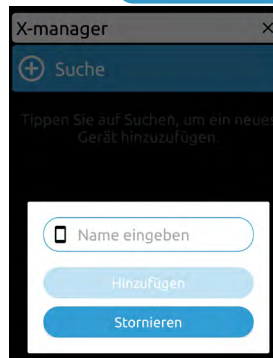 X-manager
Suche
Tippen Sie auf Suchen, um ein neues
Gerät hinzuzufügen.
Name eingeben
Hinzufügen
Stornieren